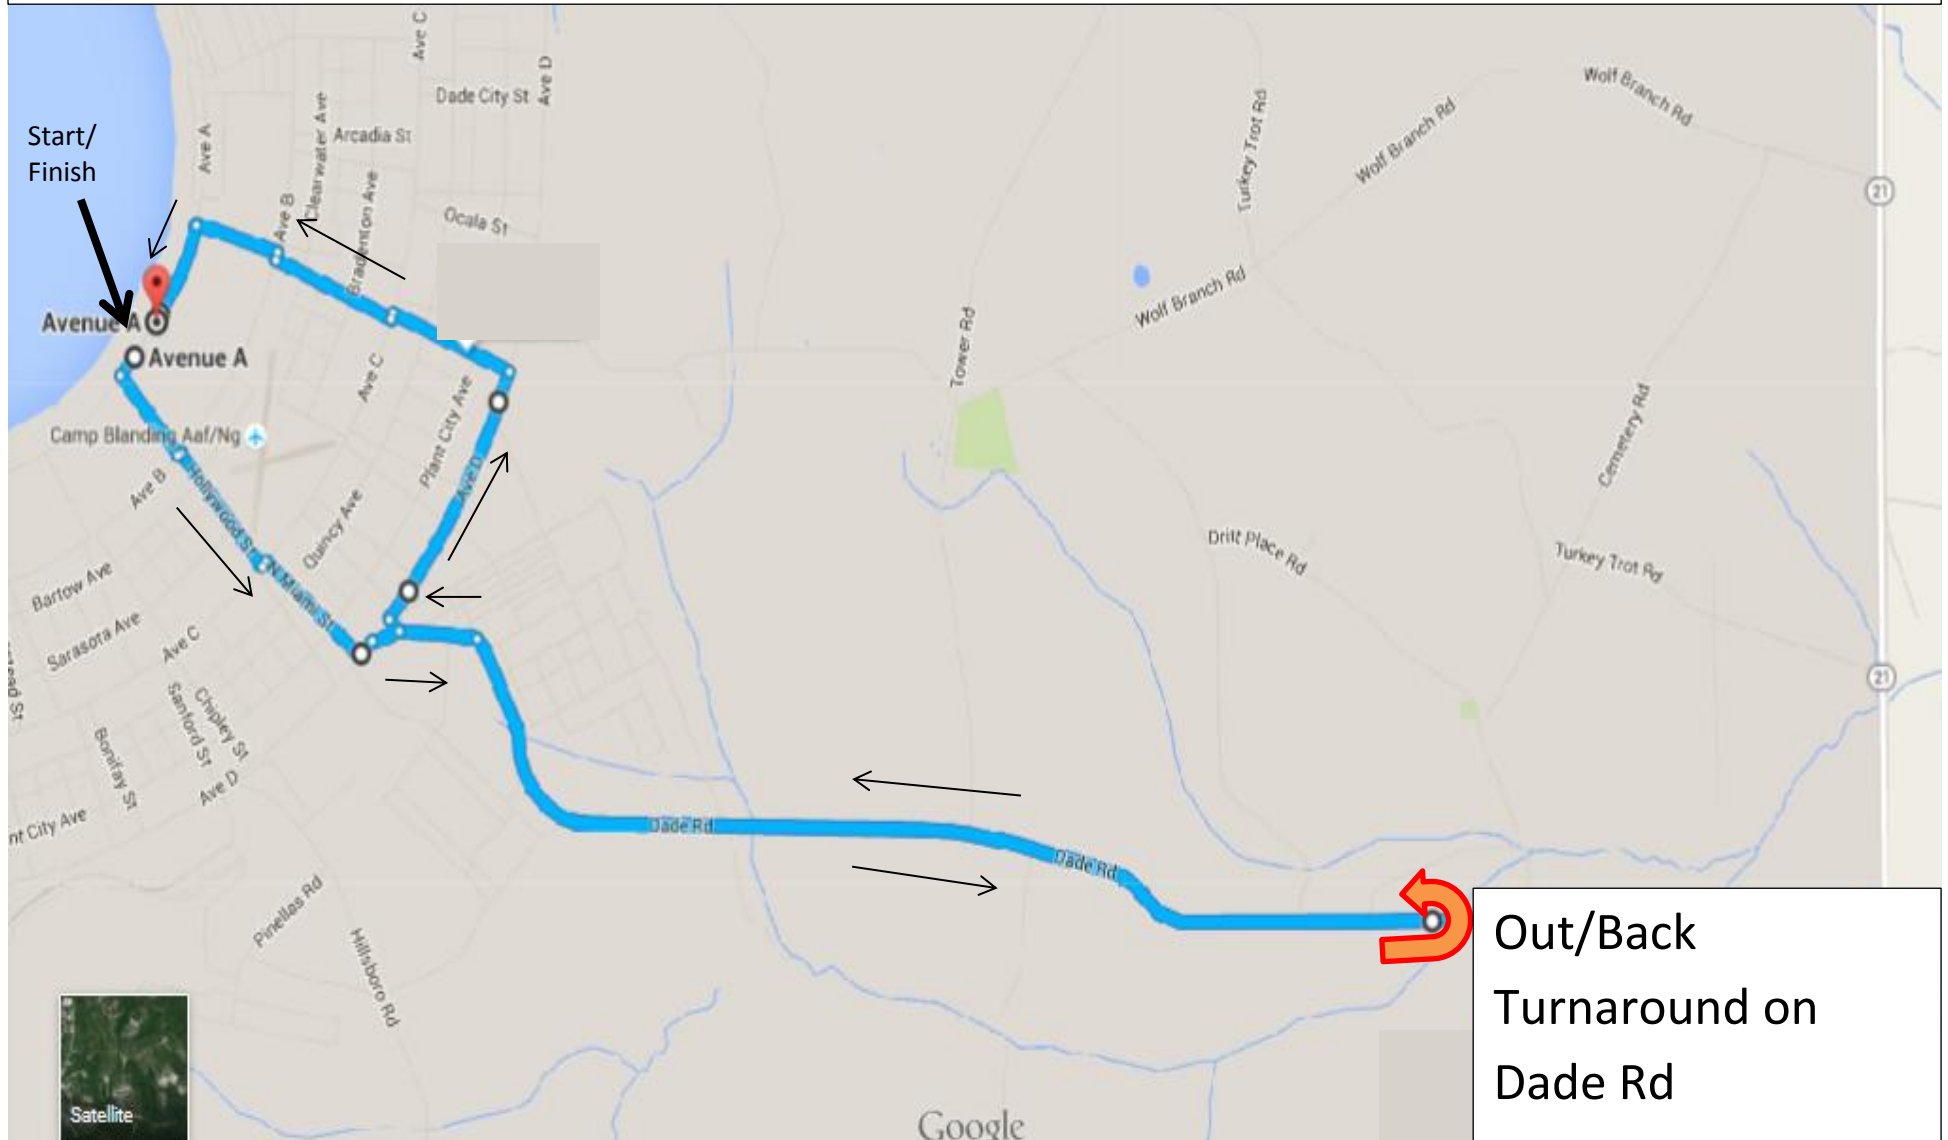 Ave C
Ave D
Dade City St
Arcadia St
Clearwater Ave
Ave A
Start/
Finish
Ave B
Bradenton Ave
Ocala St
Turkey Trot Rd
Wolf Branch Rd
Wolf Branch Rd
21
Wolf Branch Rd
Tower Rd
Avenue A
Avenue A
Ave C
Plant City Ave
Camp Blanding Aaf/Ng
Ave D
Ave B
Hollywood St
Quincy Ave
N Miami St
Cemetery Rd
Drift Place Rd
Turkey Trot Rd
Bartow Ave
Sarasota Ave
Ave C
21
Chipley St
Sanford St
Bonifay St
Ave D
nt City Ave
Dade Rd
Dade Rd
Pinellas Rd
Hillsboro Rd
Out/Back
Turnaround on
Dade Rd
Satellite
Google